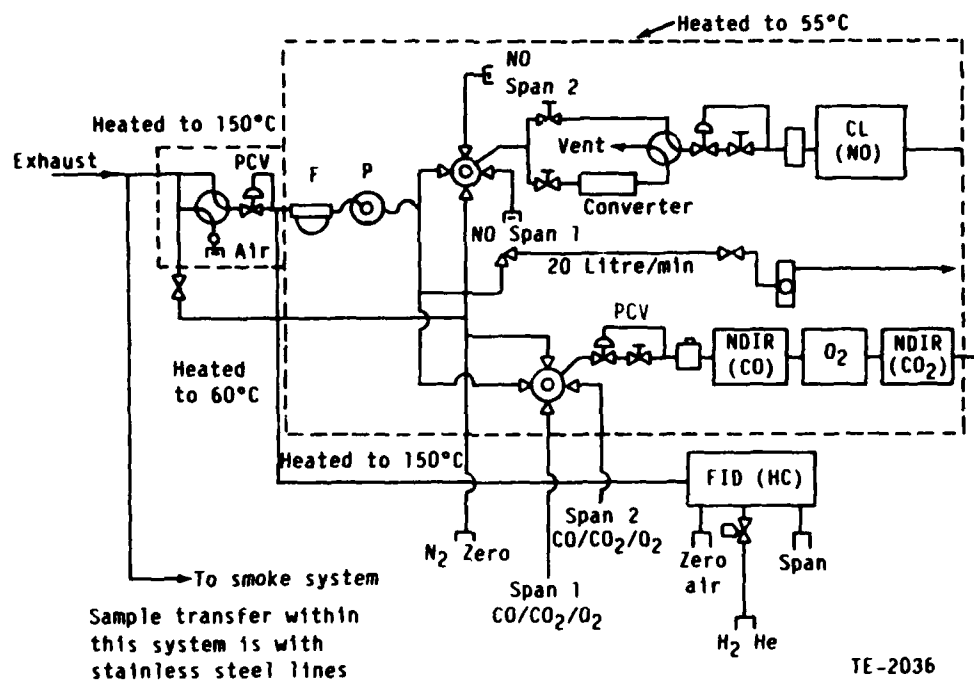 Heated to 55°C
NO
Span 2
Heated to 150°C
Exhaust
PCV
F
P
Vent
CL
(NO)
Converter
Air
NO Span 1
20 Litre/min
PCV
NDIR
(CO)
O₂
NDIR
(CO₂)
Heated
to 60°C
Heated to 150°C
FID (HC)
Span 2
CO/CO₂/O₂
N₂ Zero
Zero
air
Span
To smoke system
Span 1
CO/CO₂/O₂
H₂ He
Sample transfer within
this system is with
stainless steel lines
TE-2036